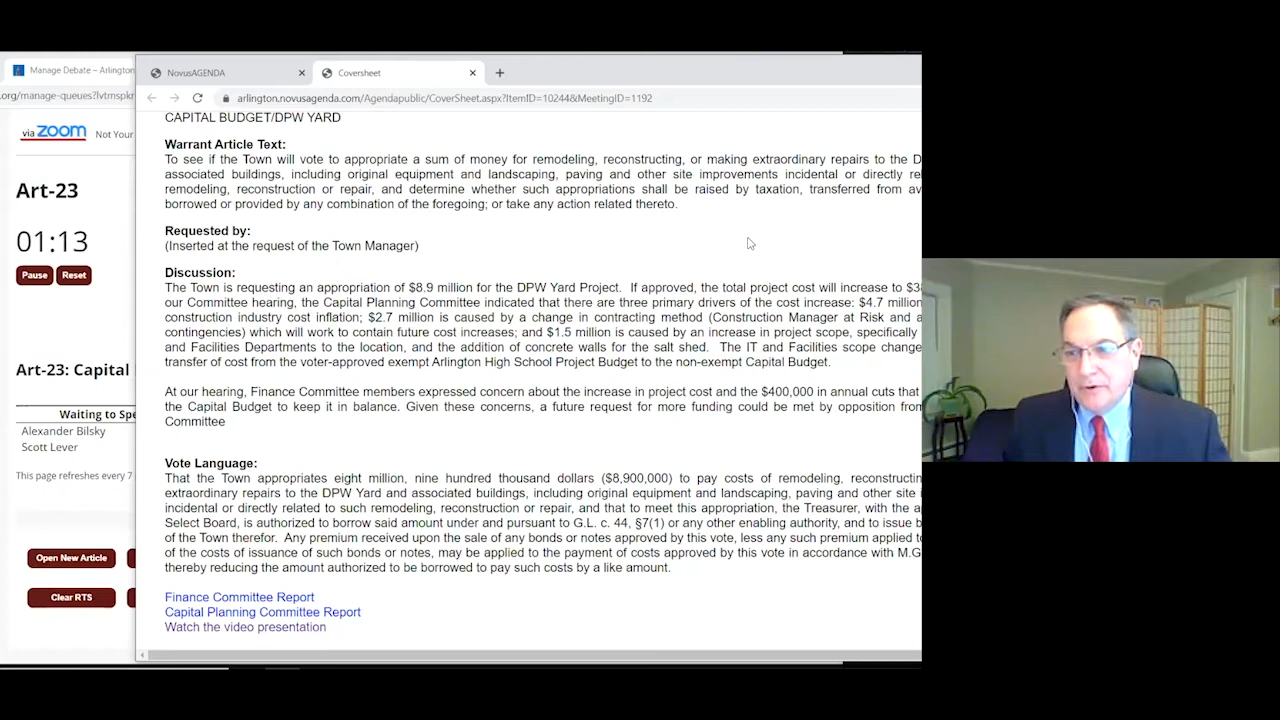 Manage Debate – Arlington
NovusAGENDA
Coversheet
.org/manage-queues?lvtmspkr
arlington.novusagenda.com/Agendapublic/CoverSheet.aspx?ItemID=10244&MeetingID=1192
via zoom Not Your
Art-23
01:13
Pause Reset
Art-23: Capital
Waiting to Spe
Alexander Bilsky
Scott Lever
This page refreshes every 7
Open New Article
Clear RTS
CAPITAL BUDGET/DPW YARD
Warrant Article Text:
To see if the Town will vote to appropriate a sum of money for remodeling, reconstructing, or making extraordinary repairs to the D
associated buildings, including original equipment and landscaping, paving and other site improvements incidental or directly re
remodeling, reconstruction or repair, and determine whether such appropriations shall be raised by taxation, transferred from av
borrowed or provided by any combination of the foregoing; or take any action related thereto.
Requested by:
(Inserted at the request of the Town Manager)
Discussion:
The Town is requesting an appropriation of $8.9 million for the DPW Yard Project. If approved, the total project cost will increase to $3
our Committee hearing, the Capital Planning Committee indicated that there are three primary drivers of the cost increase: $4.7 million
construction industry cost inflation; $2.7 million is caused by a change in contracting method (Construction Manager at Risk and a
contingencies) which will work to contain future cost increases; and $1.5 million is caused by an increase in project scope, specifically
and Facilities Departments to the location, and the addition of concrete walls for the salt shed. The IT and Facilities scope change
transfer of cost from the voter-approved exempt Arlington High School Project Budget to the non-exempt Capital Budget.
At our hearing, Finance Committee members expressed concern about the increase in project cost and the $400,000 in annual cuts that
the Capital Budget to keep it in balance. Given these concerns, a future request for more funding could be met by opposition from
Committee
Vote Language:
That the Town appropriates eight million, nine hundred thousand dollars ($8,900,000) to pay costs of remodeling, reconstructin
extraordinary repairs to the DPW Yard and associated buildings, including original equipment and landscaping, paving and other site i
incidental or directly related to such remodeling, reconstruction or repair, and that to meet this appropriation, the Treasurer, with the a
Select Board, is authorized to borrow said amount under and pursuant to G.L. c. 44, §7(1) or any other enabling authority, and to issue b
of the Town therefor. Any premium received upon the sale of any bonds or notes approved by this vote, less any such premium applied to
of the costs of issuance of such bonds or notes, may be applied to the payment of costs approved by this vote in accordance with M.G
thereby reducing the amount authorized to be borrowed to pay such costs by a like amount.
Finance Committee Report
Capital Planning Committee Report
Watch the video presentation